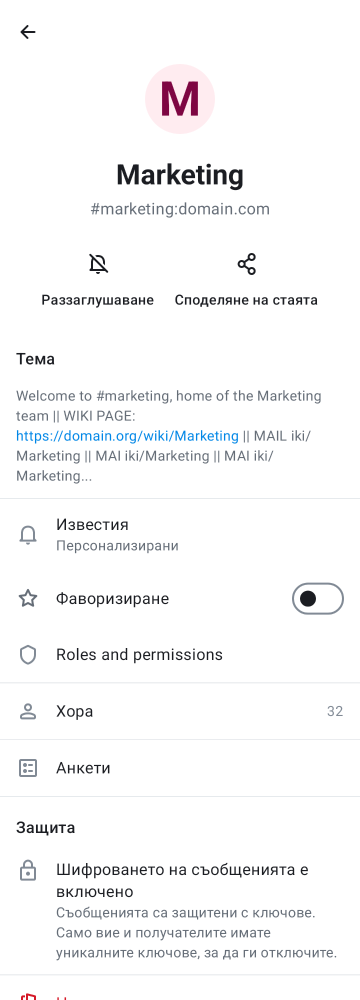 M
Marketing
#marketing:domain.com
Раззаглушаване
Споделяне на стаята
Тема
Welcome to #marketing, home of the Marketing
team || WIKI PAGE:
https://domain.org/wiki/Marketing || MAIL iki/
Marketing || MAI iki/Marketing || MAI iki/
Marketing...
Известия
Персонализирани
Фаворизиране
Roles and permissions
Хора 32
Анкети
Защита
Шифроването на съобщенията е
включено
Съобщенията са защитени с ключове.
Само вие и получателите имате
уникалните ключове, за да ги отключите.